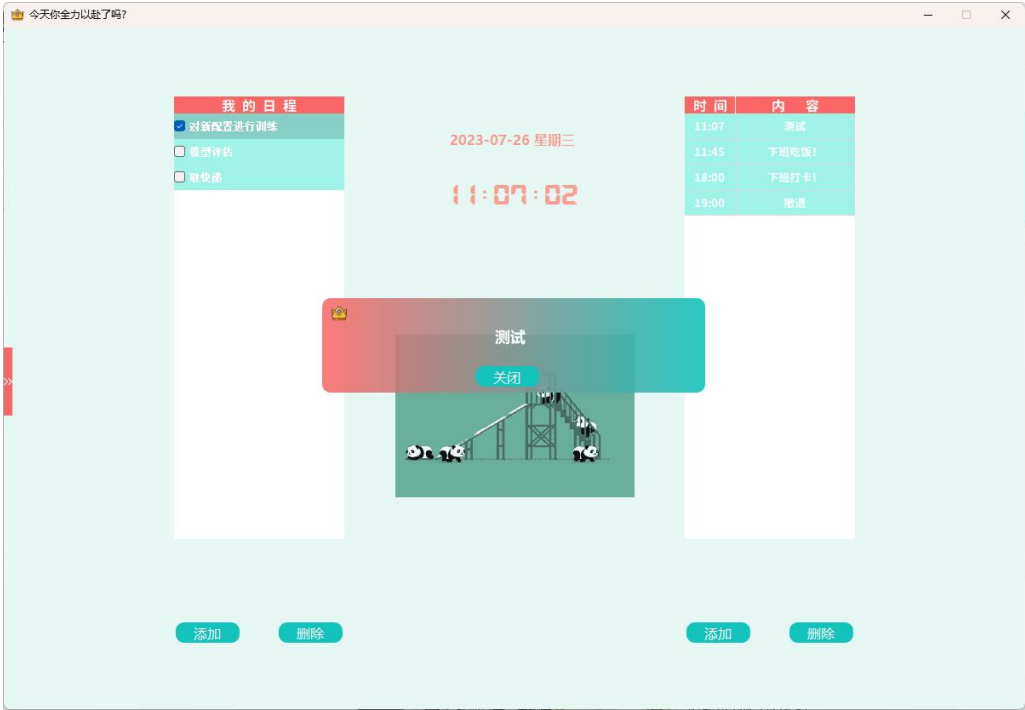 今天你全力以赴了吗?
我 的 日 程
对新配置进行训练
模型评估
取快递
2023-07-26 星期三
11:07:02
时 间 内 容
11:07 测试
11:45 下班吃饭!
18:00 下班打卡!
19:00 撤退
测试
关闭
添加 删除
添加 删除